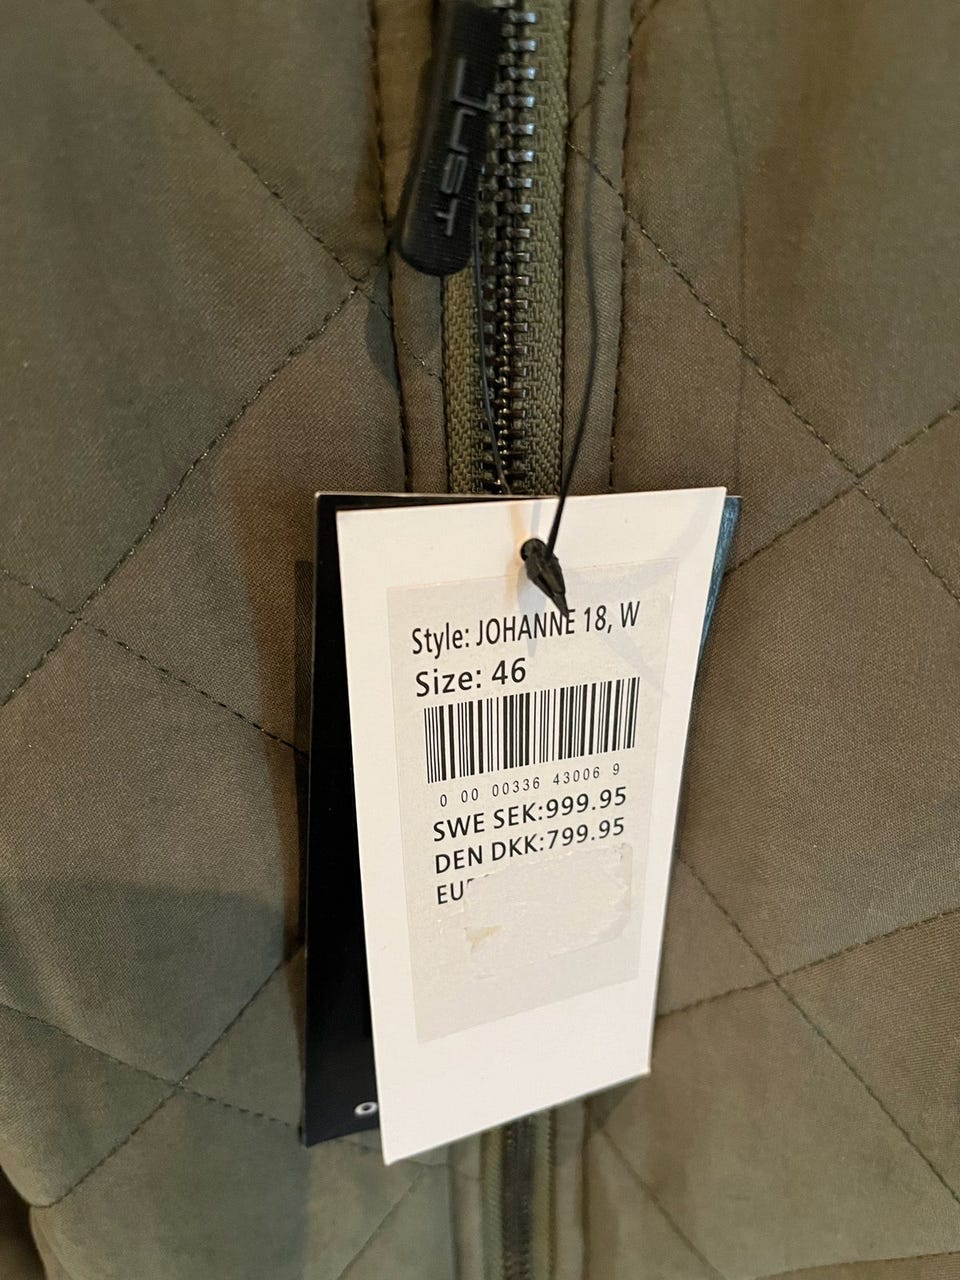 JUST
Style: JOHANNE 18, W
Size: 46
0 00 00336 43006 9
SWE SEK:999.95
DEN DKK:799.95